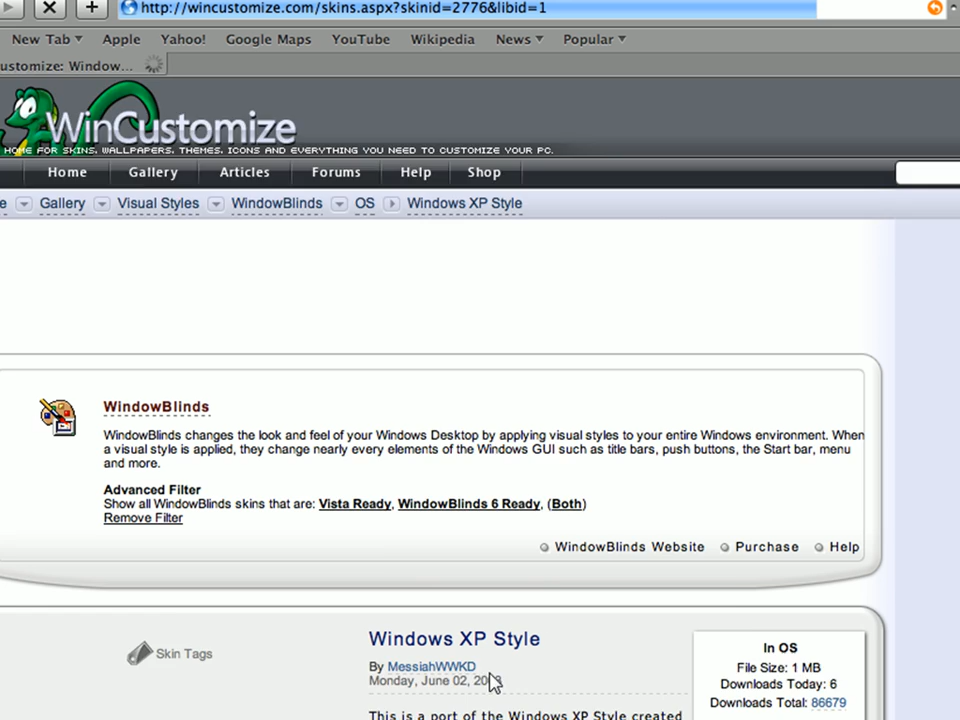 http://wincustomize.com/skins.aspx?skinid=2776&libid=1
New Tab Apple Yahoo! Google Maps YouTube Wikipedia News Popular
ustomize: Window...
WinCustomize
HOME FOR SKINS, WALLPAPERS, THEMES, ICONS AND EVERYTHING YOU NEED TO CUSTOMIZE YOUR PC.
Home Gallery Articles Forums Help Shop
e Gallery Visual Styles WindowBlinds OS Windows XP Style
WindowBlinds
WindowBlinds changes the look and feel of your Windows Desktop by applying visual styles to your entire Windows environment. When
a visual style is applied, they change nearly every elements of the Windows GUI such as title bars, push buttons, the Start bar, menu
and more.
Advanced Filter
Show all WindowBlinds skins that are: Vista Ready, WindowBlinds 6 Ready, (Both)
Remove Filter
WindowBlinds Website Purchase Help
Skin Tags
Windows XP Style
By MessiahWWKD
Monday, June 02,
This is a part of the Windows XP Style created
In OS
File Size: 1 MB
Downloads Today: 6
Downloads Total: 86679